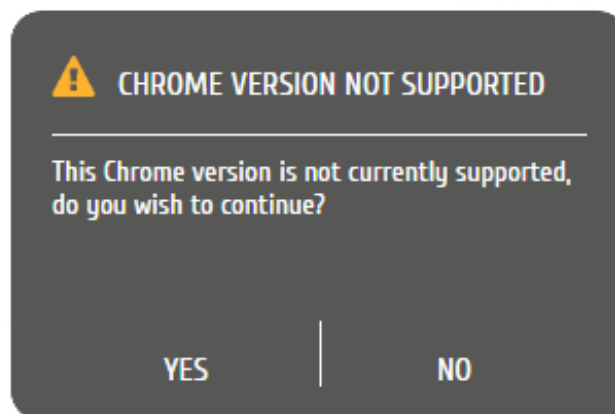 CHROME VERSION NOT SUPPORTED
This Chrome version is not currently supported,
do you wish to continue?
YES
NO